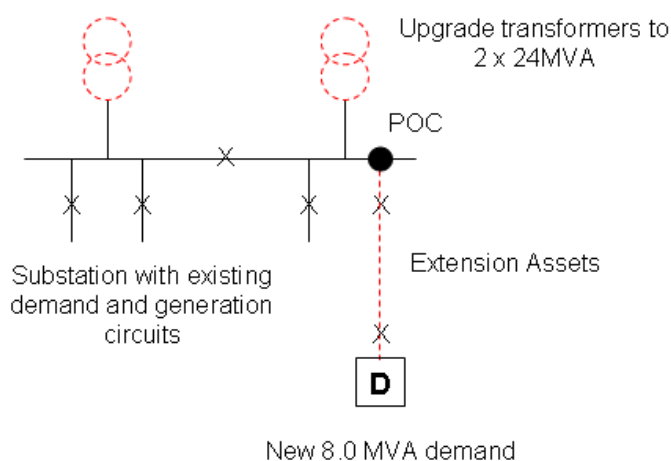 Upgrade transformers to
2 x 24MVA
POC
Extension Assets
Substation with existing
demand and generation
circuits
D
New 8.0 MVA demand